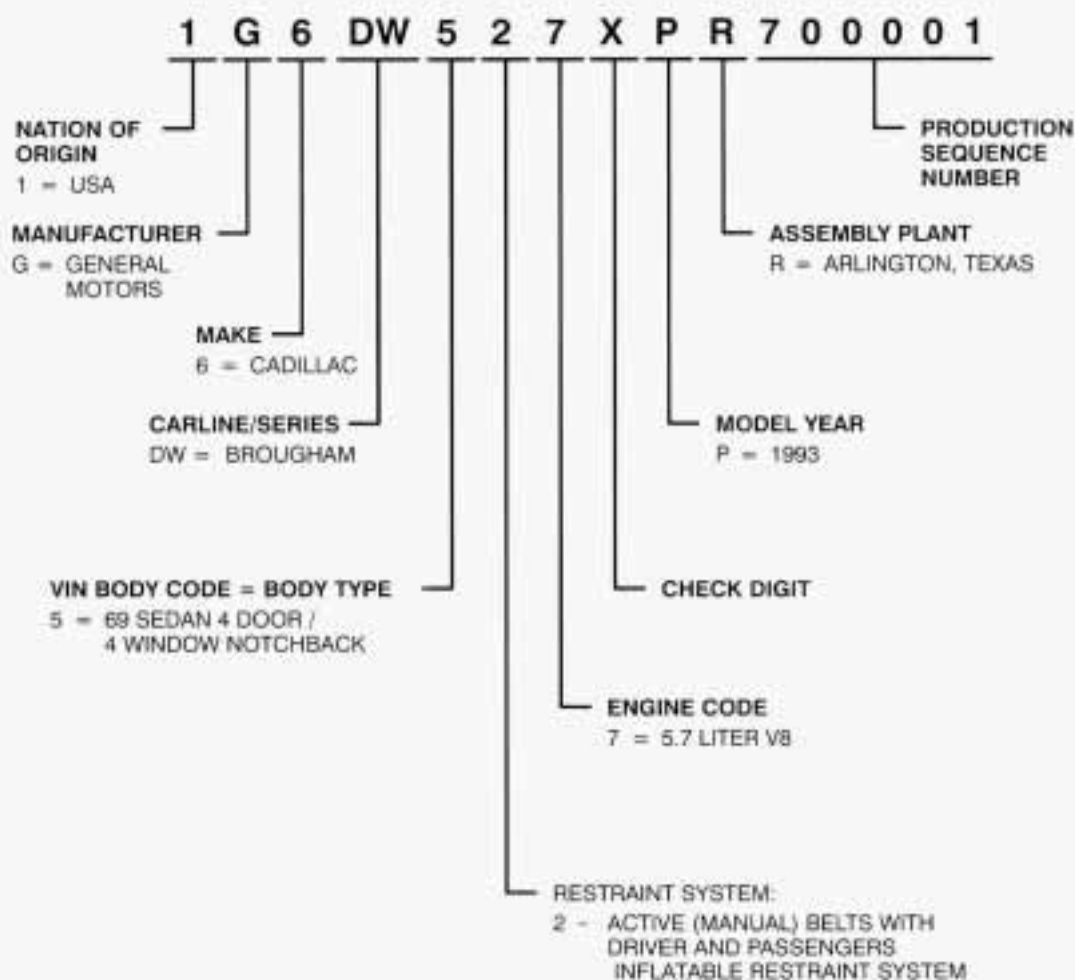 1 G 6 DW 5 2 7 X P R 7 0 0 0 0 1
NATION OF
ORIGIN
1 = USA
PRODUCTION
SEQUENCE
NUMBER
MANUFACTURER
G = GENERAL
MOTORS
ASSEMBLY PLANT
R = ARLINGTON, TEXAS
MAKE
6 = CADILLAC
CARLINE/SERIES
DW = BROUGHAM
MODEL YEAR
P = 1993
VIN BODY CODE = BODY TYPE
5 = 69 SEDAN 4 DOOR /
4 WINDOW NOTCHBACK
CHECK DIGIT
ENGINE CODE
7 = 5.7 LITER V8
RESTRAINT SYSTEM:
2 - ACTIVE (MANUAL) BELTS WITH
DRIVER AND PASSENGERS
INFLATABLE RESTRAINT SYSTEM